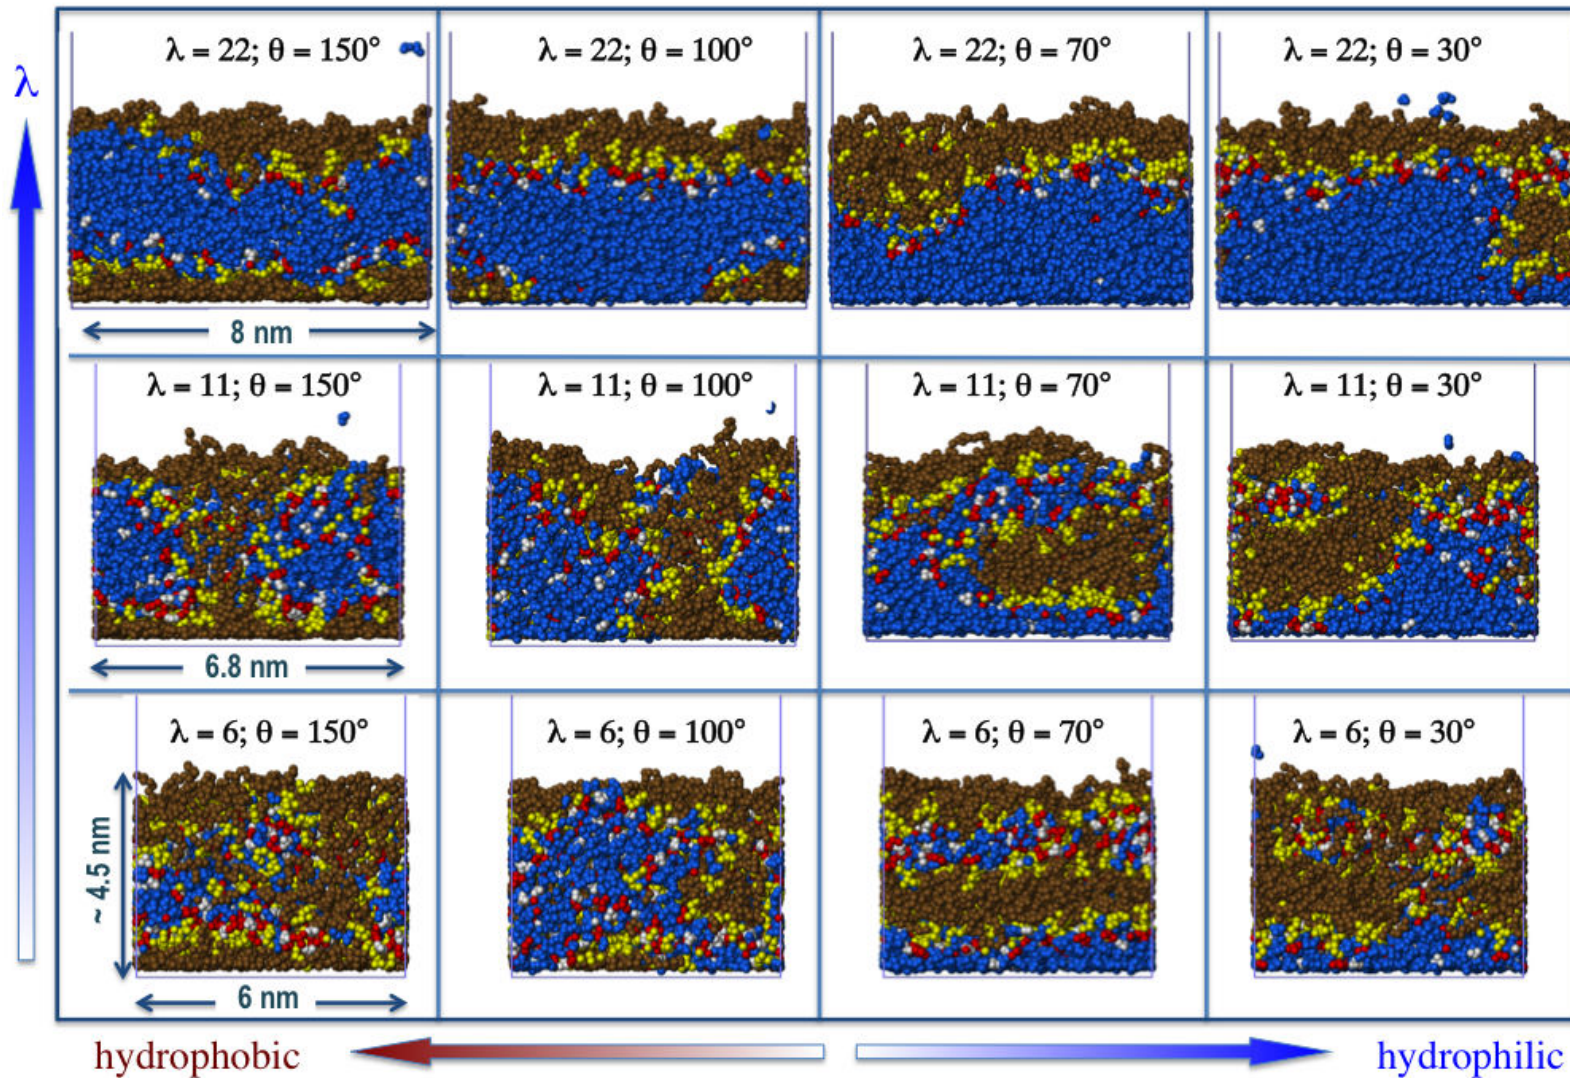 λ
λ = 22; θ = 150°
λ = 22; θ = 100°
λ = 22; θ = 70°
λ = 22; θ = 30°
8 nm
λ = 11; θ = 150°
λ = 11; θ = 100°
λ = 11; θ = 70°
λ = 11; θ = 30°
6.8 nm
λ = 6; θ = 150°
λ = 6; θ = 100°
λ = 6; θ = 70°
λ = 6; θ = 30°
~ 4.5 nm
6 nm
hydrophobic
hydrophilic